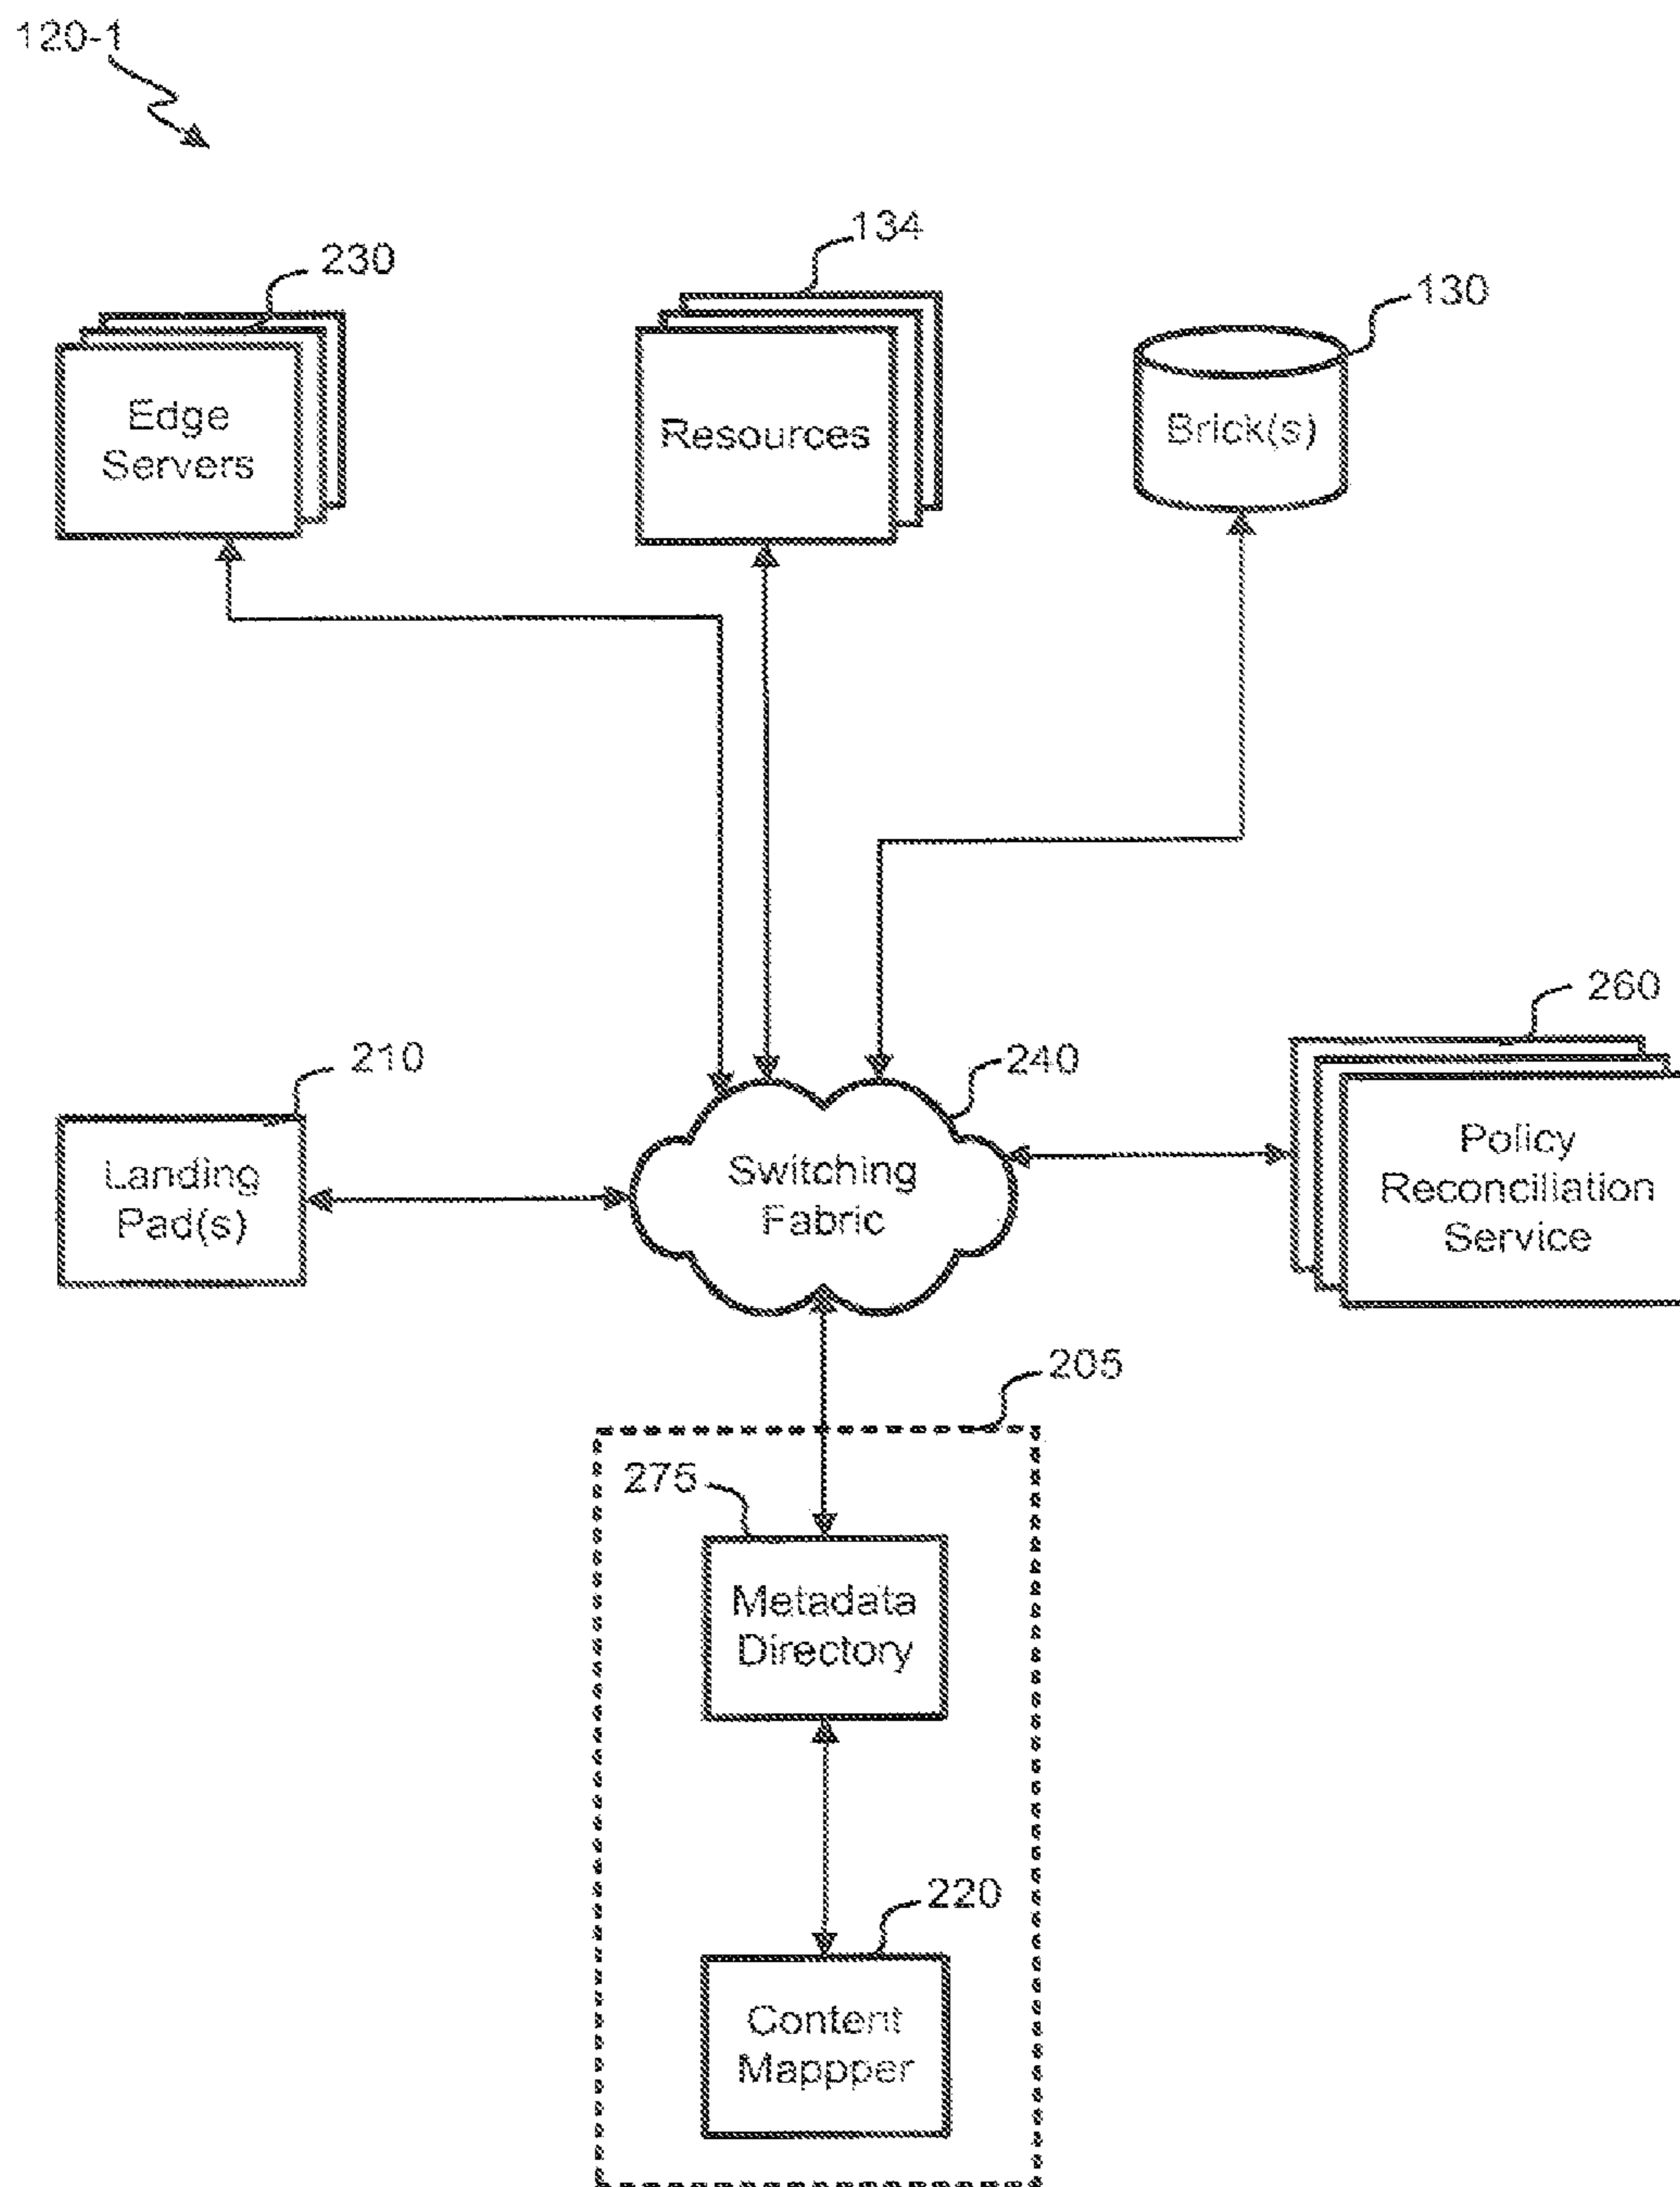 120-1
230
134
130
Edge
Servers
Resources
Brick(s)
210
240
260
Landing
Pad(s)
Switching
Fabric
Policy
Reconciliation
Service
205
275
Metadata
Directory
220
Content
Mappper